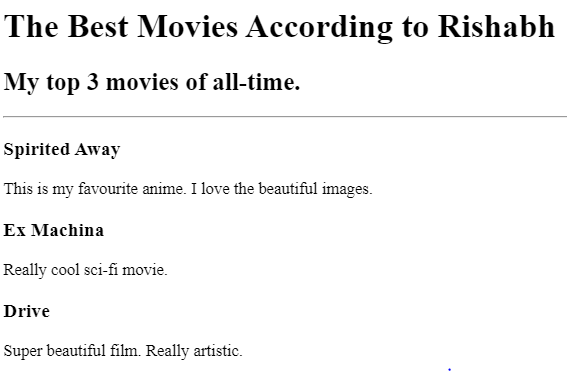 The Best Movies According to Rishabh
My top 3 movies of all-time.
Spirited Away
This is my favourite anime. I love the beautiful images.
Ex Machina
Really cool sci-fi movie.
Drive
Super beautiful film. Really artistic.